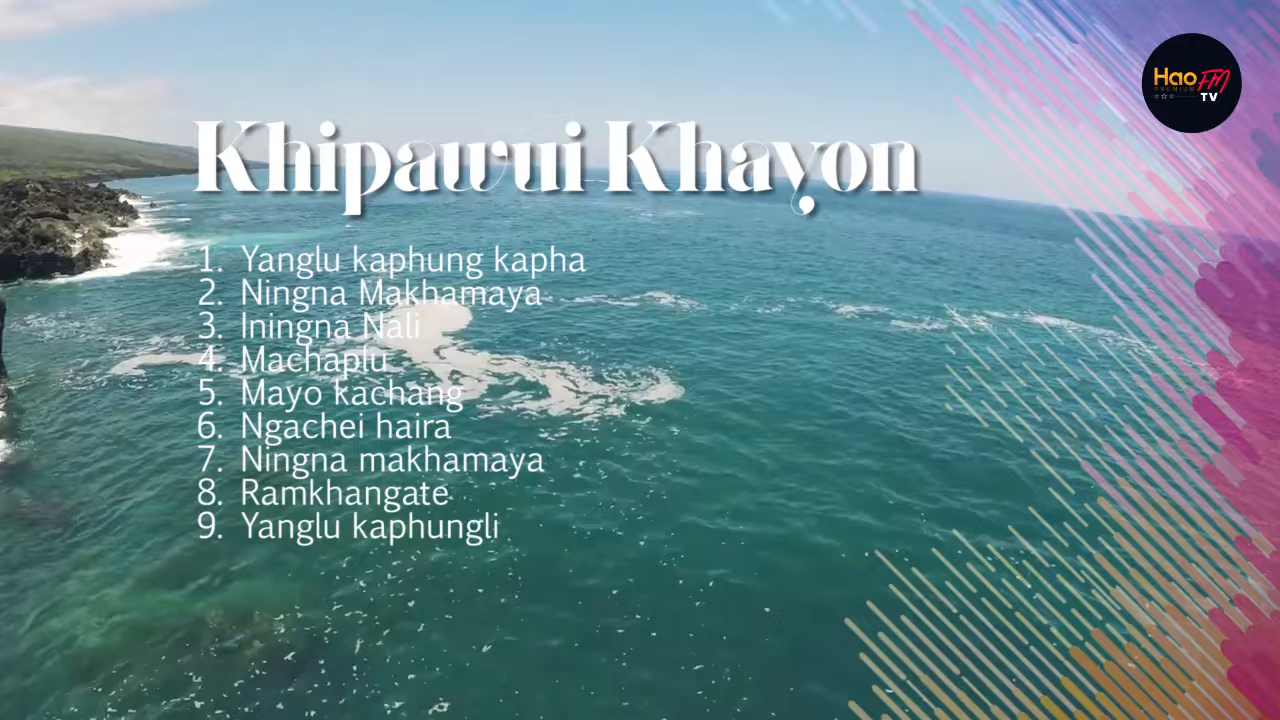 Hao FM
PREMIUM
TV
Khipawui Khayon
1. Yanglu kaphung kapha
2. Ningna Makhamaya
3. Iningna Nali
4. Machaplu
5. Mayo kachang
6. Ngachei haira
7. Ningna makhamaya
8. Ramkhangate
9. Yanglu kaphungli